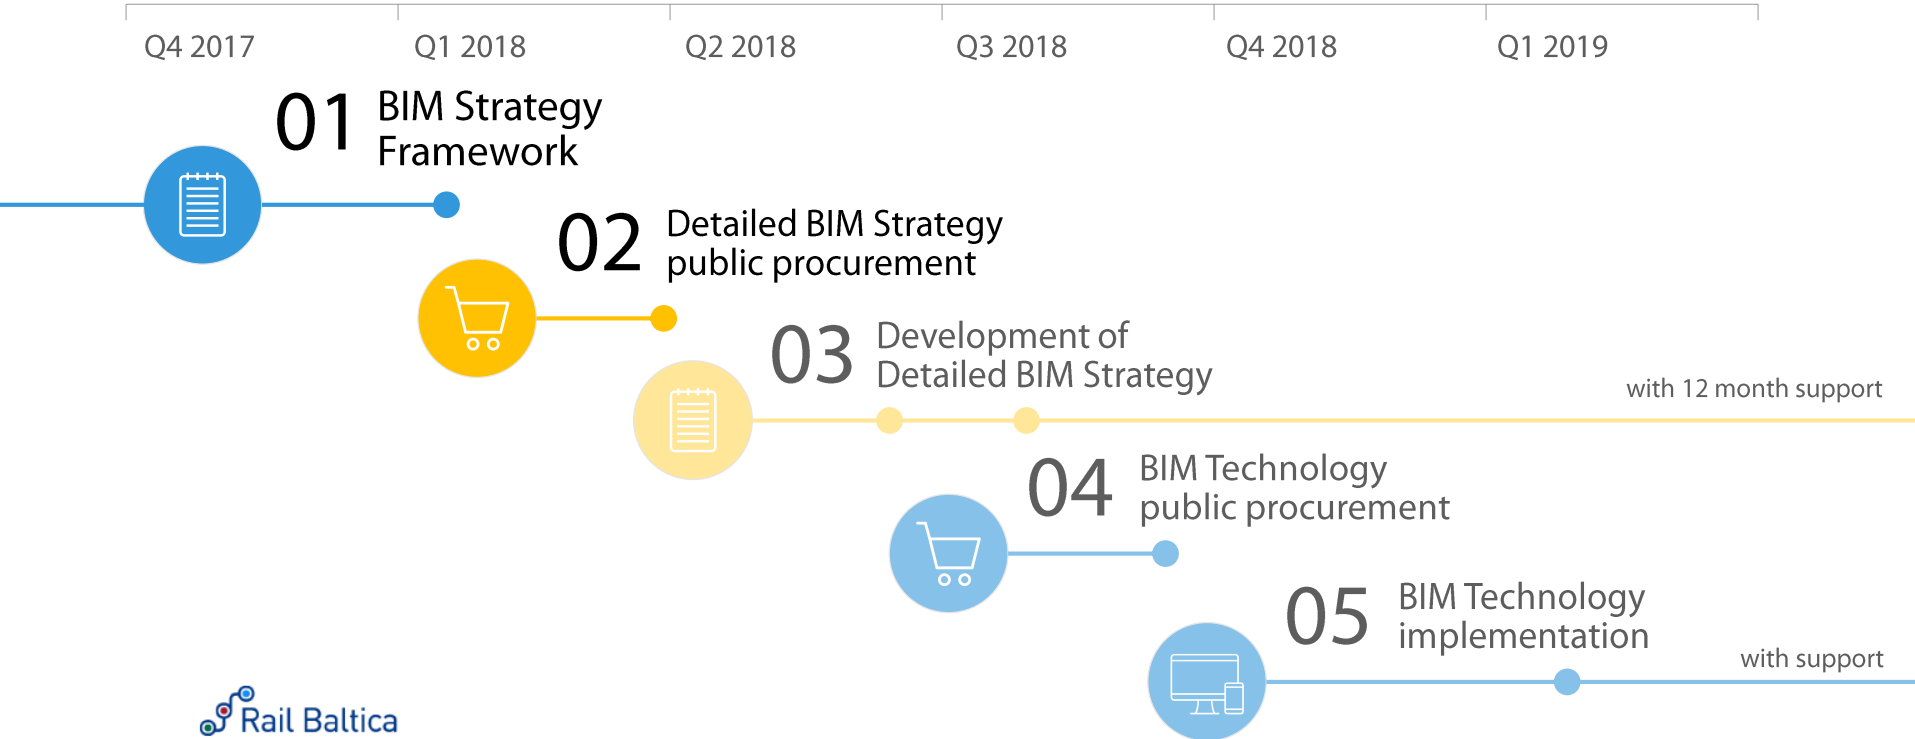 Q4 2017 Q1 2018 Q2 2018 Q3 2018 Q4 2018 Q1 2019
01 BIM Strategy
Framework
02 Detailed BIM Strategy
public procurement
03 Development of
Detailed BIM Strategy
with 12 month support
04 BIM Technology
public procurement
05 BIM Technology
implementation
with support
Rail Baltica